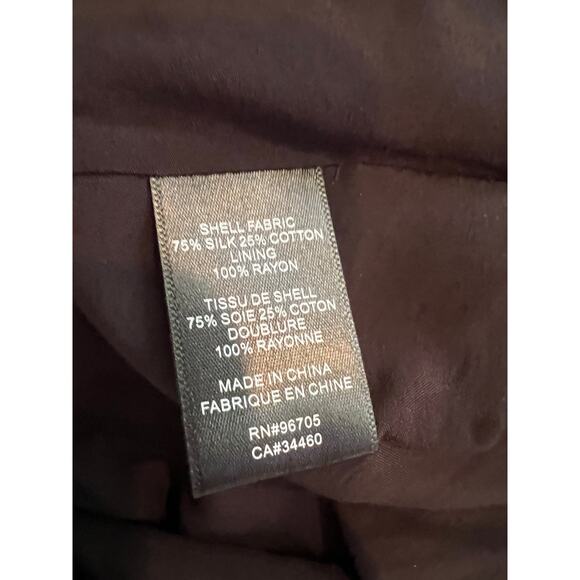 SHELL FABRIC
75% SILK 25% COTTON
LINING
100% RAYON
TISSU DE SHELL
75% SOIE 25% COTON
DOUBLURE
100% RAYONNE
MADE IN CHINA
FABRIQUE EN CHINE
RN#96705
CA#34460